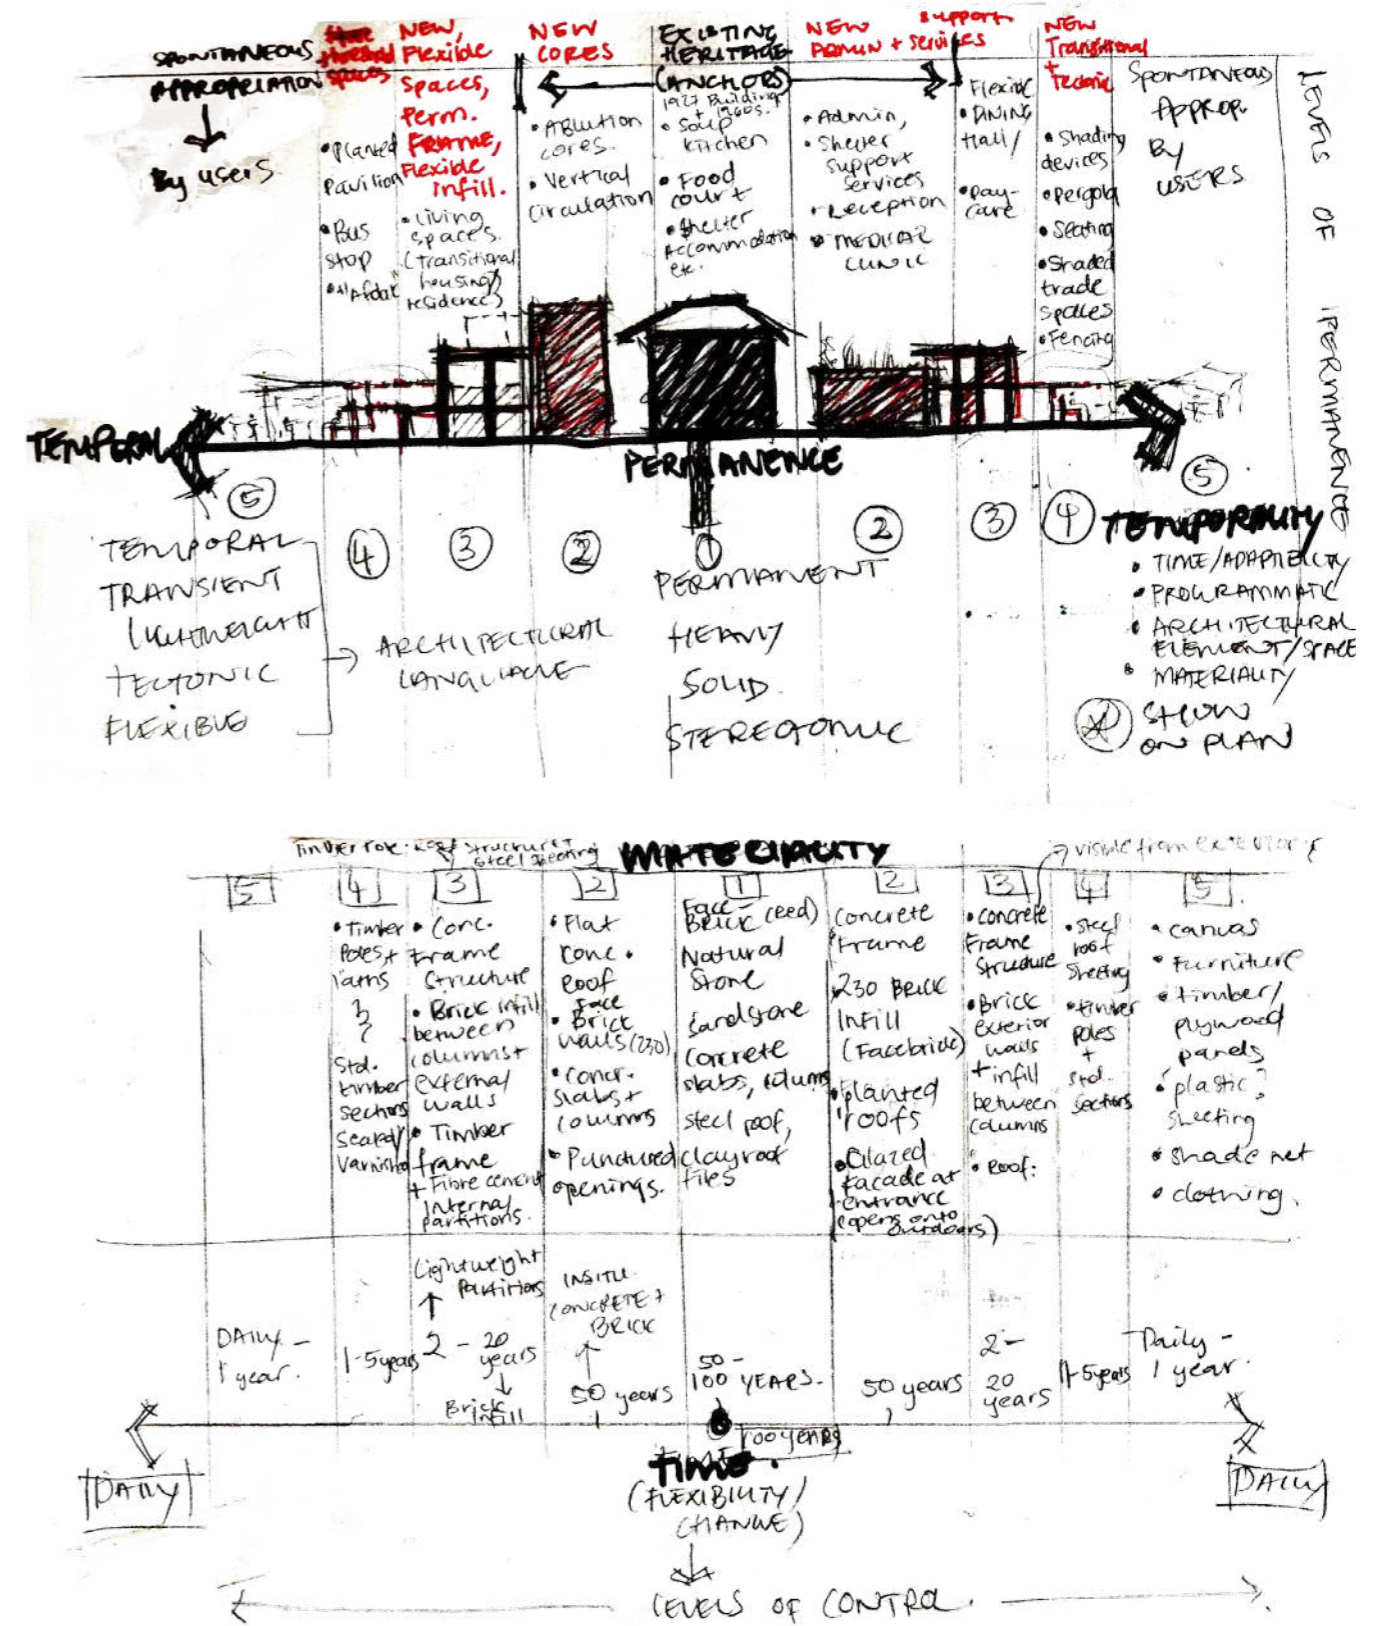 SPONTANEOUS
APPROPRIATION
By users
spaces
• Planted
Pavilion
• Bus
stop
NEW,
Flexible
Spaces,
Perm.
FRAME,
Flexible
infill.
• Living
spaces.
(Transitional
housing
residences)
NEW
CORES
• Ablution
cores.
• Vertical
circulation
EXISTING
HERITAGE
(ANCHORS)
1927 Building
+ 1960s.
• Soup
kitchen
• Food
court
• Shelter
Accommodation
etc.
NEW
ADMIN + Services
• Admin,
• Shelter
support
services
• Reception
• MEDICAL
CLINIC
support
Flexible
• DINING
Hall/
• Day-
care
NEW
Transitional
+
tectonic
• Shading
devices
• Pergola
• Seating
• Shaded
trade
spaces
• Fencing
SPONTANEOUS
APPROP.
By
USERS
LEVELS OF PERMANENCE
TEMPORAL
PERMANENCE
5
4
3
2
1
2
3
4
5
TEMPORAL
TRANSIENT
LIGHTWEIGHT
TECTONIC
FLEXIBLE
ARCHITECTURAL
LANGUAGE
PERMANENT
HEAVY
SOLID
STEREOTOMIC
TEMPORALITY
• TIME/ADAPTABILITY
• PROGRAMMATIC
• ARCHITECTURAL
ELEMENT/SPACE
• MATERIALITY
SHOW
ON PLAN
Timber
structure +
steel sheeting
MATERIALITY
visible from exterior
5
4
3
2
1
2
3
4
5
• Timber
Poles +
Std.
timber
sections
sealed/
varnished
• Conc.
Frame
Structure
• Brick infill
between
columns +
external
walls
• Timber
frame
+ Fibre cement
Internal
partitions.
• Flat
conc.
Roof
• Face
Brick
walls (230)
• Concr.
slabs +
columns
• Punctured
openings.
Face-
BRICK (Red)
Natural
Stone
Sandstone
Concrete
slabs, column
steel roof,
clay roof
tiles
Concrete
Frame
230 BRICK
Infill
(Facebrick)
• Planted
roofs
• Glazed
facade at
entrance
(opens onto
outdoors)
• Concrete
Frame
Structure
• Brick
exterior
walls
+ infill
between
columns
• Roof:
• Steel
roof
sheeting
• timber
poles
+
std.
sections
• canvas
• Furniture
• timber/
plywood
panels
• plastic?
sheeting
• Shade net
• clothing.
DAILY -
1 year.
1-5 years
Lightweight
Partitions
2 - 20
years
Brick
infill
INSITU
CONCRETE +
BRICK
50 years
50 -
100 YEARS.
100 YEARS
50 years
2 -
20
years
1-5 years
Daily -
1 year.
DAILY
TIME.
(FLEXIBILITY/
CHANGE)
DAILY
LEVELS OF CONTROL.